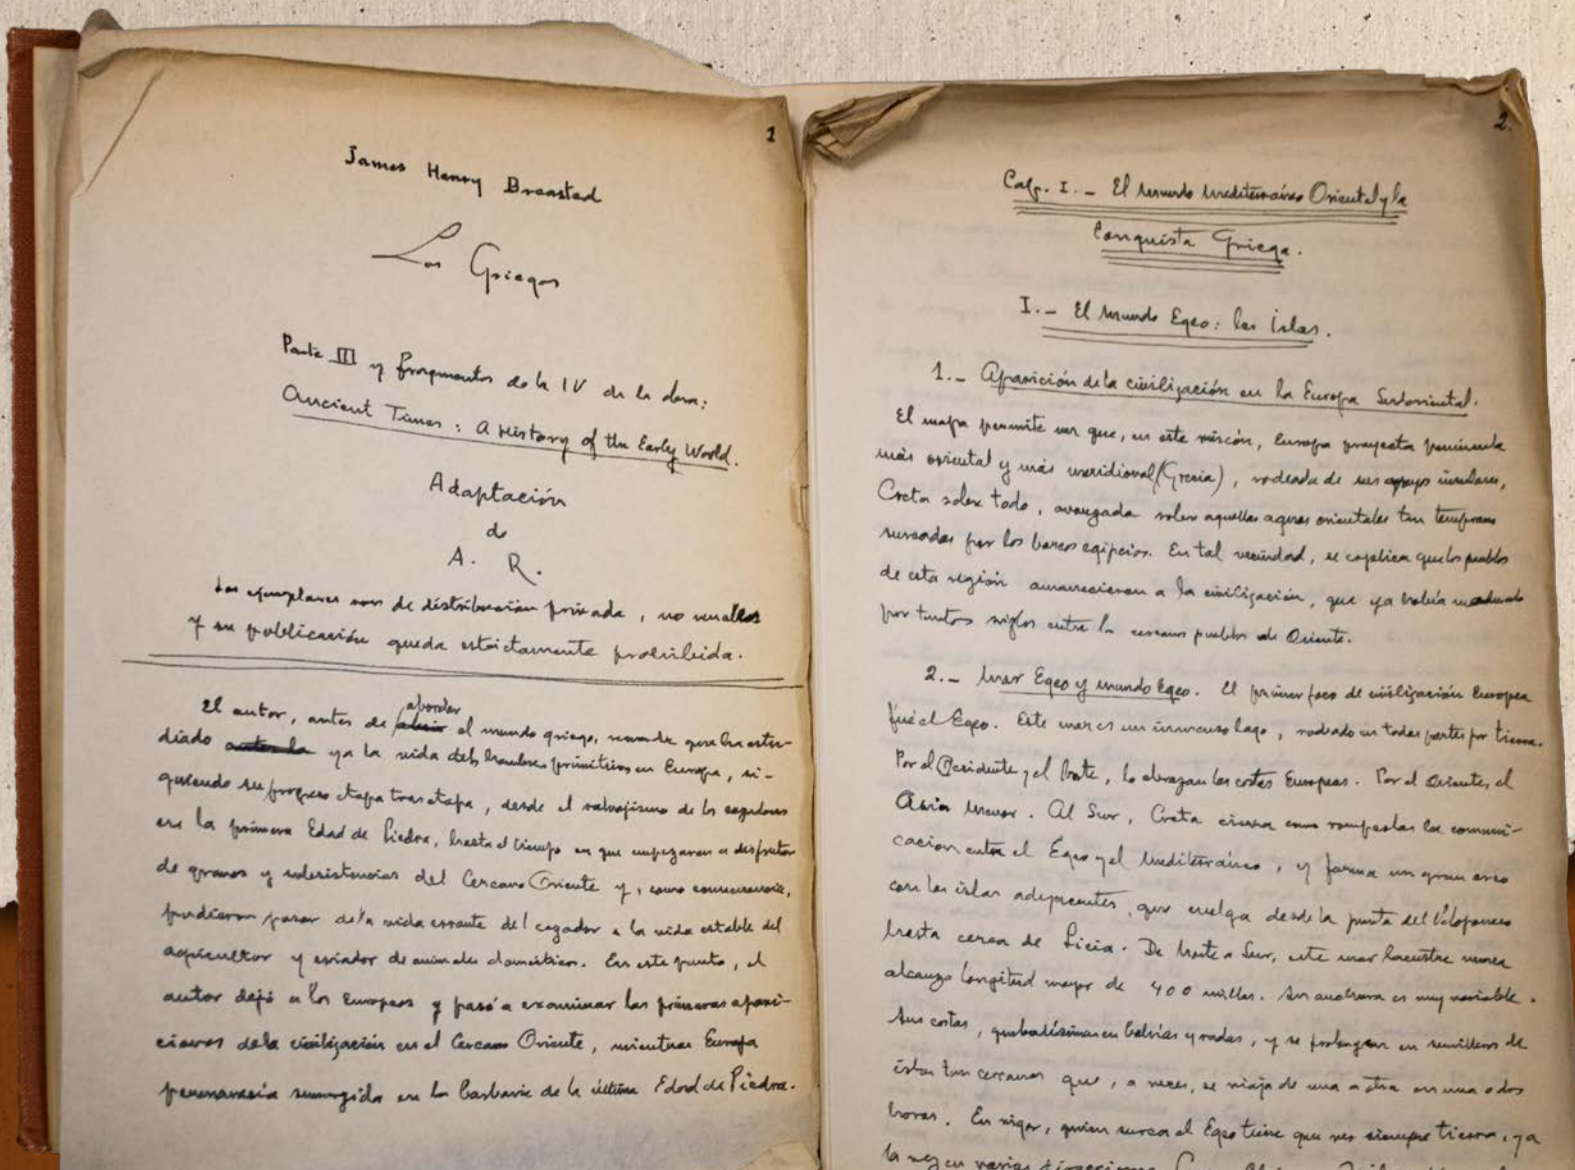 1
James Henry Breasted
Los Griegos
Parte III y fragmentos de la IV de la obra:
Ancient Times: A History of the Early World.
Adaptación
de
A. R.
Los ejemplares son de distribución privada, no venables
y su publicación queda estrictamente prohibida.
El autor, antes de abordar el mundo griego, recuerda que ha estu-
diado ya la vida del hombre primitivo en Europa, si-
guiendo su progreso etapa tras etapa, desde el salvajismo de los cazadores
en la primera Edad de Piedra, hasta el tiempo en que empezaron a disfrutar
de granos y subsistencias del Cercano Oriente y, como consecuencia,
pudieron pasar de la vida errante del cazador a la vida estable del
agricultor y criador de animales domésticos. En este punto, el
autor dejó a los Europeos y pasó a examinar las primeras apari-
ciones de la civilización en el Cercano Oriente, mientras Europa
permanecía sumergida en la barbarie de la última Edad de Piedra.
2.
Cap. I. - El mundo mediterráneo Oriental y la
Conquista Griega.
I. - El mundo Egeo: las Islas.
1. - Aparición de la civilización en la Europa Sudoriental.
El mapa permite ver que, en este rincón, Europa proyecta península
más oriental y más meridional (Grecia), rodeada de sus insulares,
Creta sobre todo, avanzada sobre aquellas aguas orientales tan temprano
surcadas por los barcos egipcios. En tal vecindad, se explica que los pueblos
de esta región amanecieron a la civilización, que ya había madurado
por tantos siglos entre los cercanos pueblos de Oriente.
2. - Mar Egeo y mundo Egeo. El primer foco de civilización Europea
fué el Egeo. Este mar es un inmenso lago, rodeado en todas partes por tierra.
Por el Occidente y el Norte, lo abrazan las costas Europeas. Por el Oriente, el
Asia Menor. Al Sur, Creta cierra como rompeolas la comuni-
cación entre el Egeo y el Mediterráneo, y forma un gran arco
con las islas adyacentes, que cuelga desde la punta del Peloponeso
hasta cerca de Licia. De Norte a Sur, este mar lacustre nunca
alcanza longitud mayor de 400 millas. Su anchura es muy variable.
Sus costas, quebradísimas en bahías y radas, y se prolongan en semilleros de
islas tan cercanas que, a veces, se viaja de una a otra en una o dos
horas. En rigor, quien surca el Egeo tiene que ver siempre tierra, ya
la vez en varias direcciones.